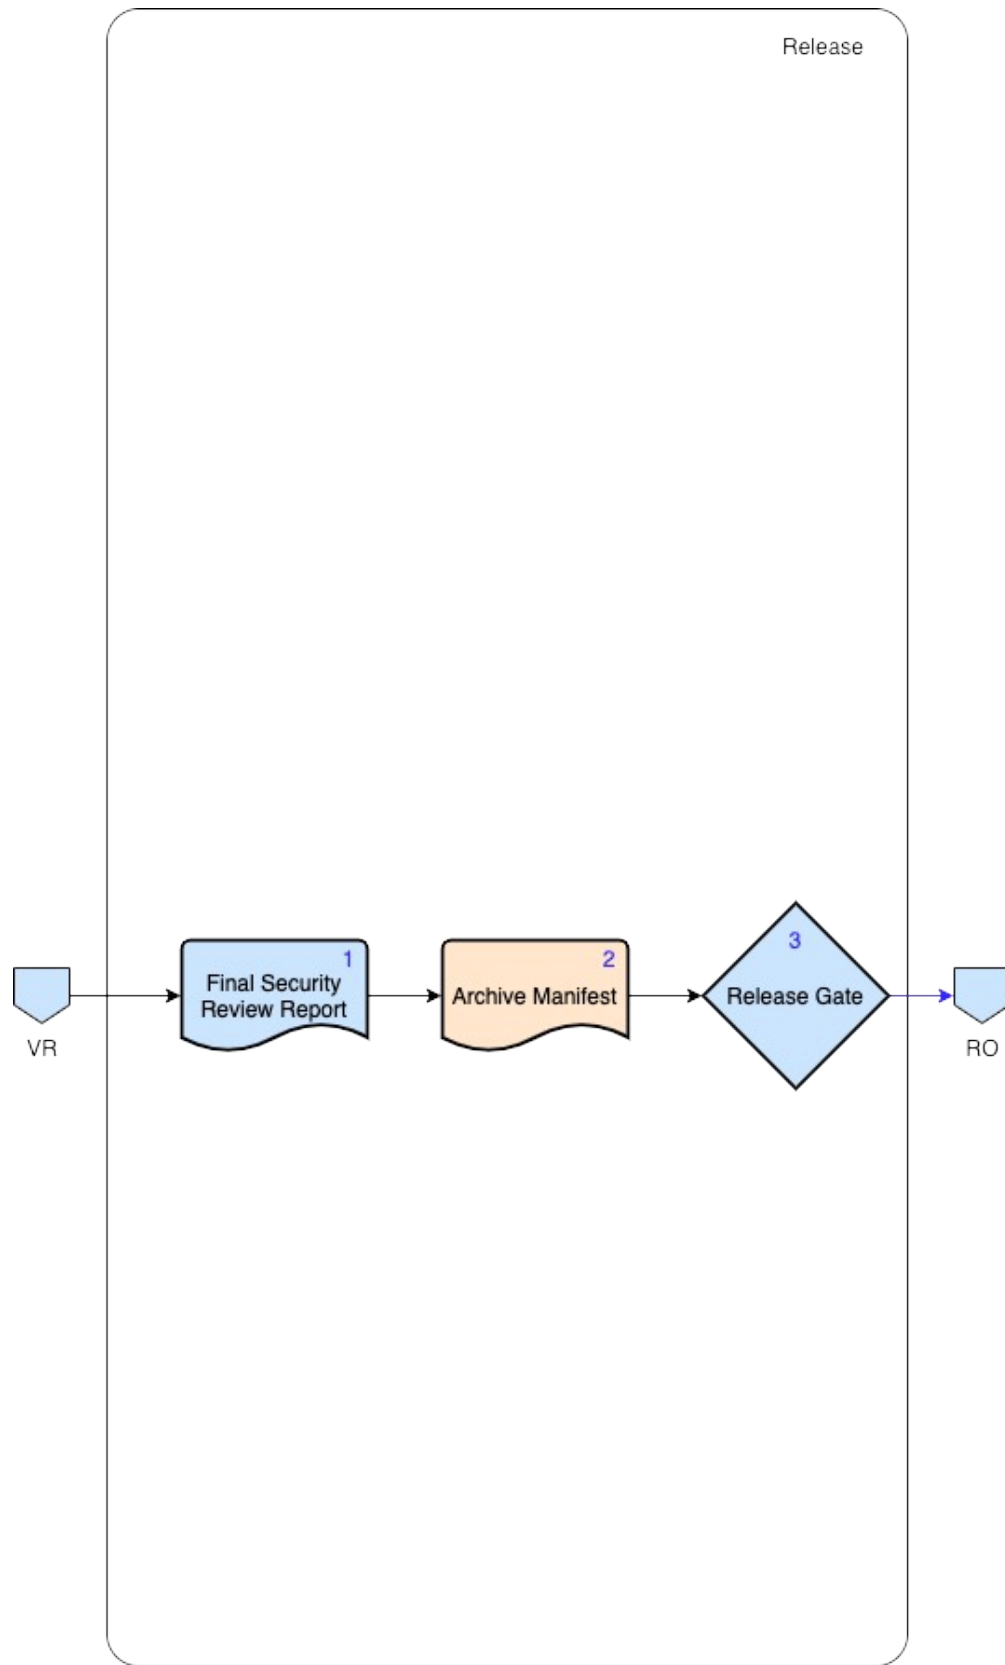 Release
1
Final Security
Review Report
2
Archive Manifest
3
Release Gate
VR
RO